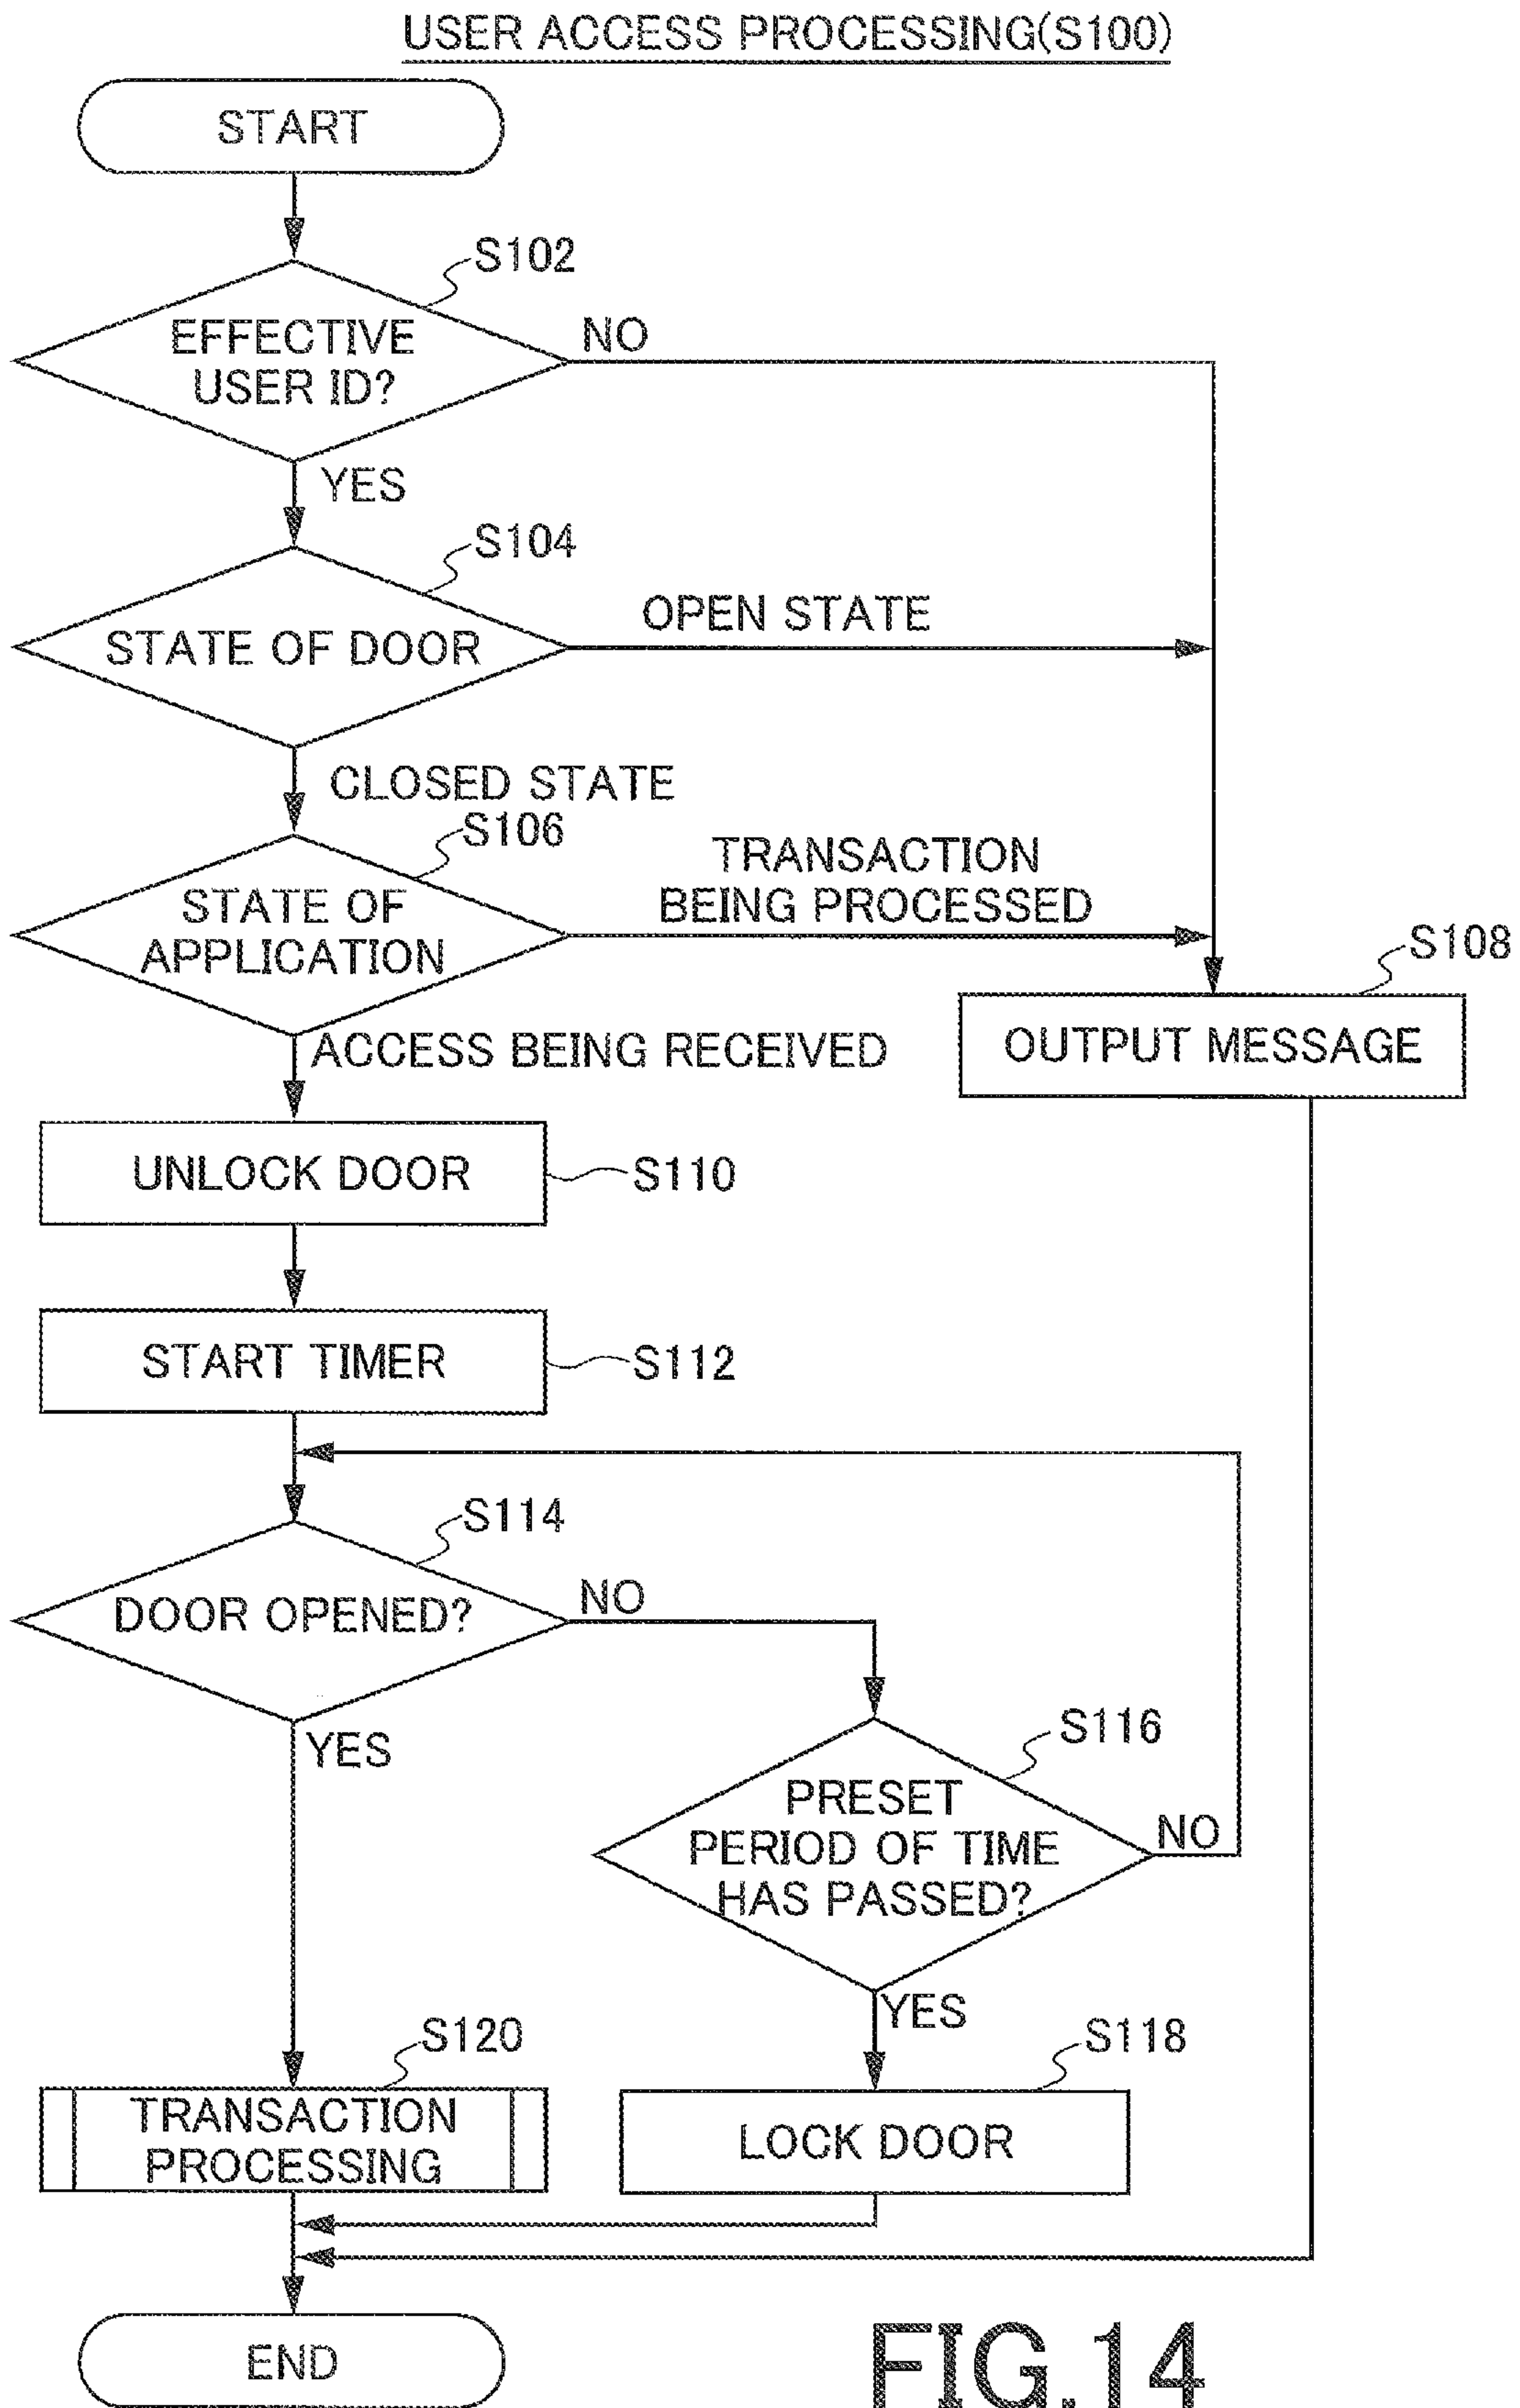 USER ACCESS PROCESSING(S100)
START
S102
EFFECTIVE
USER ID?
NO
YES
S104
STATE OF DOOR
OPEN STATE
CLOSED STATE
S106
STATE OF
APPLICATION
TRANSACTION
BEING PROCESSED
S108
OUTPUT MESSAGE
ACCESS BEING RECEIVED
UNLOCK DOOR
S110
START TIMER
S112
S114
DOOR OPENED?
NO
YES
S116
PRESET
PERIOD OF TIME
HAS PASSED?
NO
YES
S120
TRANSACTION
PROCESSING
S118
LOCK DOOR
END
FIG.14